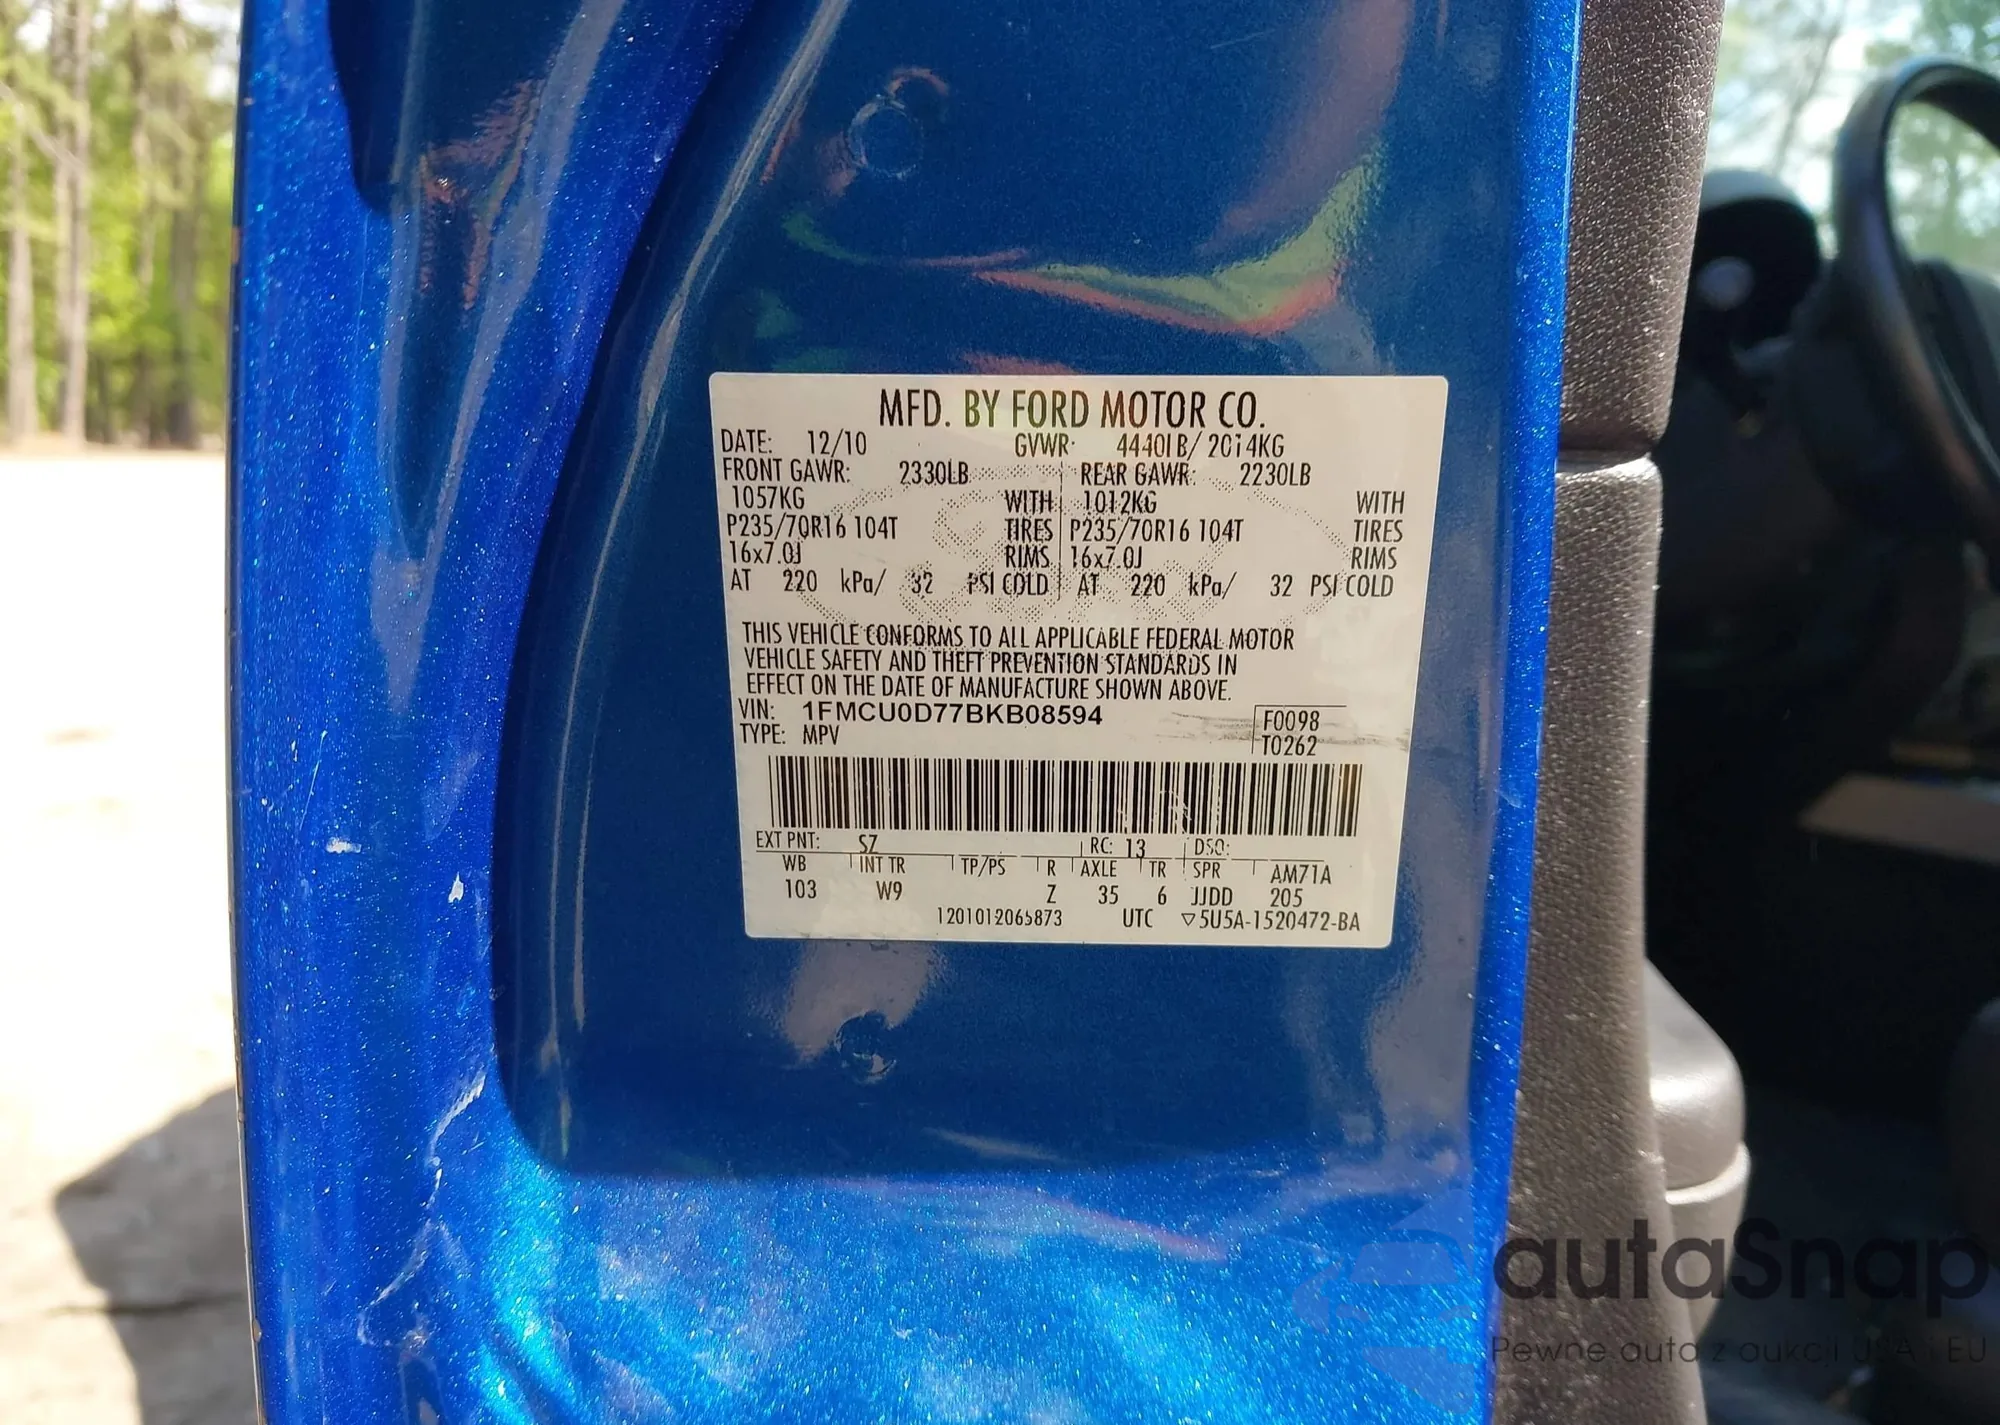 MFD. BY FORD MOTOR CO.
DATE: 12/10 GVWR: 4440LB/ 2014KG
FRONT GAWR: 2330LB REAR GAWR: 2230LB
1057KG WITH 1012KG WITH
P235/70R16 104T TIRES P235/70R16 104T TIRES
16x7.0J RIMS 16x7.0J RIMS
AT 220 kPa/ 32 PSI COLD AT 220 kPa/ 32 PSI COLD
THIS VEHICLE CONFORMS TO ALL APPLICABLE FEDERAL MOTOR
VEHICLE SAFETY AND THEFT PREVENTION STANDARDS IN
EFFECT ON THE DATE OF MANUFACTURE SHOWN ABOVE.
VIN: 1FMCU0D77BKB08594 F0098
TYPE: MPV T0262
EXT PNT: SZ RC: 13 DSO:
WB INT TR TP/PS R AXLE TR SPR AM71A
103 W9 Z 35 6 JJDD 205
1201012065873 UTC ▽5U5A-1520472-BA
autaSnap
Pewne auta z aukcji USA i EU